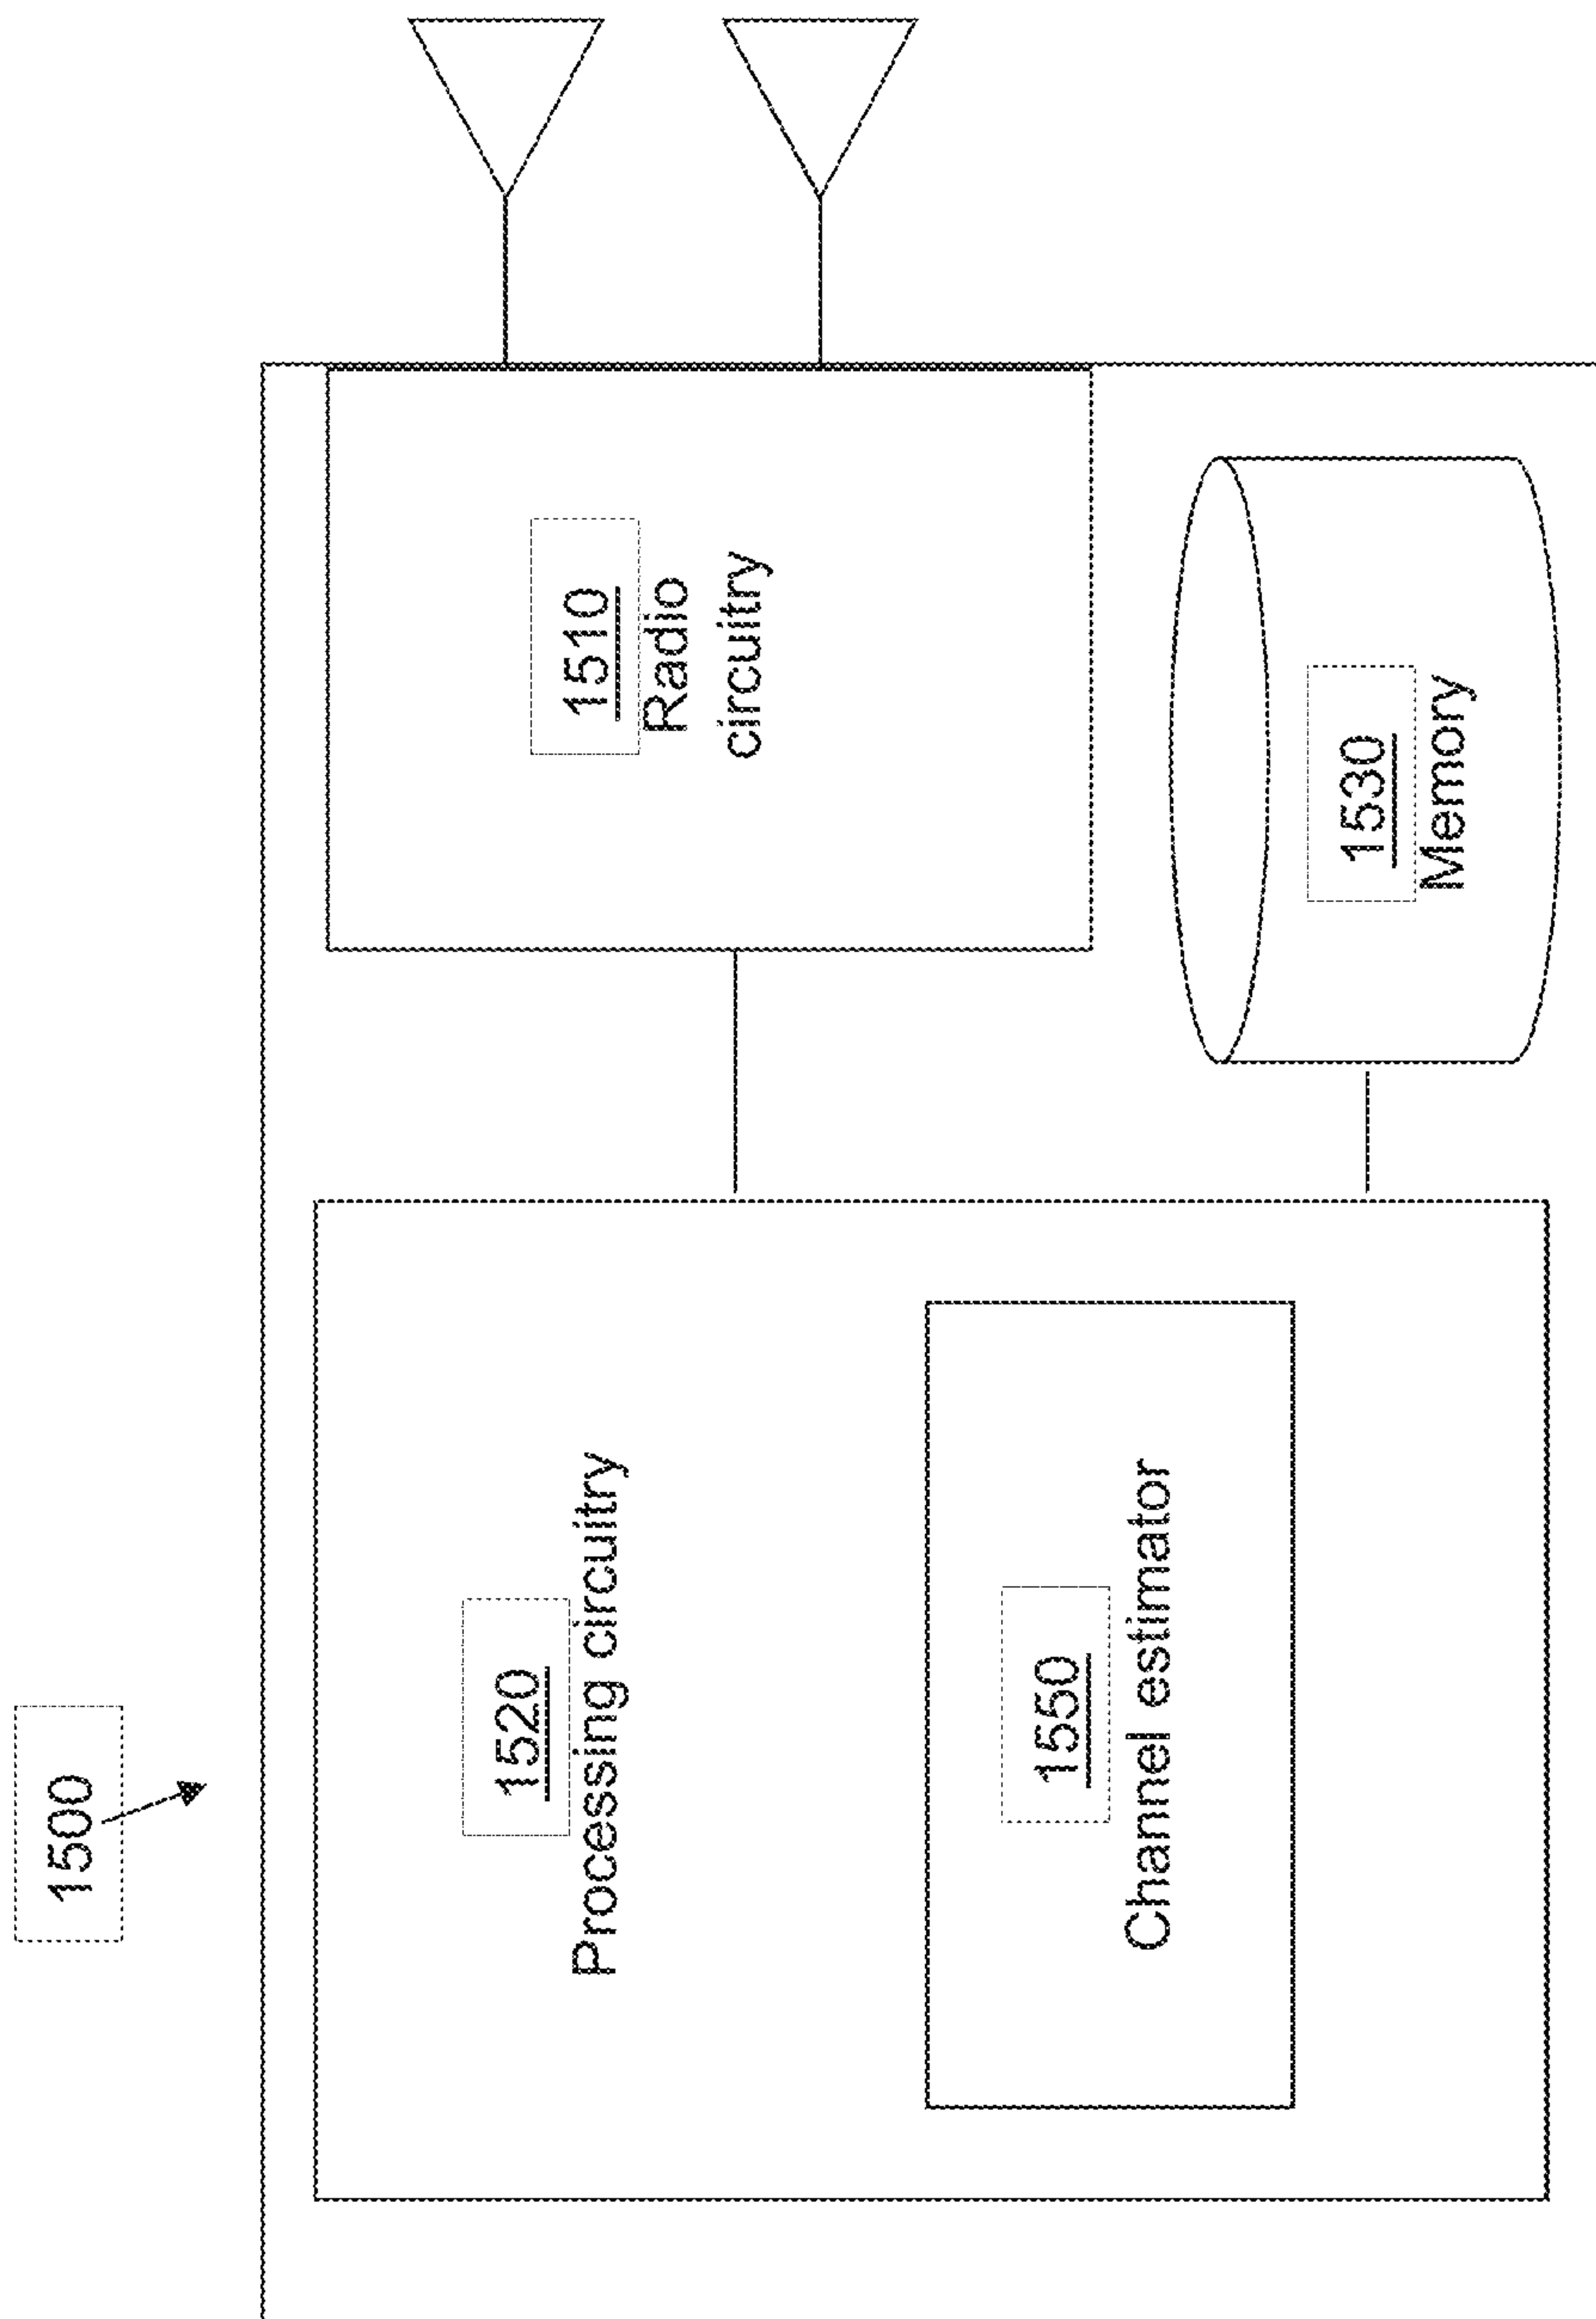 1500
1520
Processing circuitry
1550
Channel estimator
1510
Radio
circuitry
1530
Memory